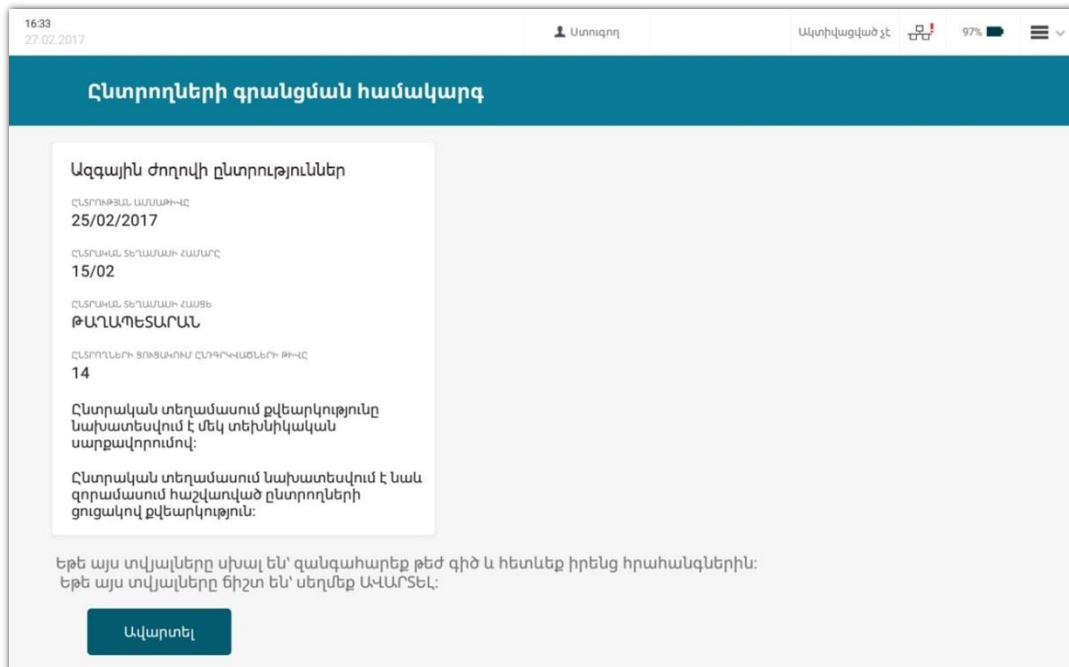 16:33
27.02.2017
Ստուգող
Ակտիվացված չէ
97%
Ընտրողների գրանցման համակարգ
Ազգային ժողովի ընտրություններ
ԸՆՏՐՈՒԹՅԱՆ ԱՄՍԱԹԻՎԸ
25/02/2017
ԸՆՏՐԱԿԱՆ ՏԵՂԱՄԱՍԻ ՀԱՄԱՐԸ
15/02
ԸՆՏՐԱԿԱՆ ՏԵՂԱՄԱՍԻ ՀԱՍՑԵ
ԹԱՂԱՊԵՏԱՐԱՆ
ԸՆՏՐՈՂՆԵՐԻ ՑՈՒՑԱԿՈՒՄ ԸՆԴԳՐԿՎԱԾՆԵՐԻ ԹԻՎԸ
14
Ընտրական տեղամասում քվեարկությունը
նախատեսվում է մեկ տեխնիկական
սարքավորումով:
Ընտրական տեղամասում նախատեսվում է նաև
զորամասում հաշվառված ընտրողների
ցուցակով քվեարկություն:
Եթե այս տվյալները սխալ են՝ զանգահարեք թեժ գիծ և հետևեք իրենց հրահանգներին:
Եթե այս տվյալները ճիշտ են՝ սեղմեք ԱՎԱՐՏԵԼ:
Ավարտել